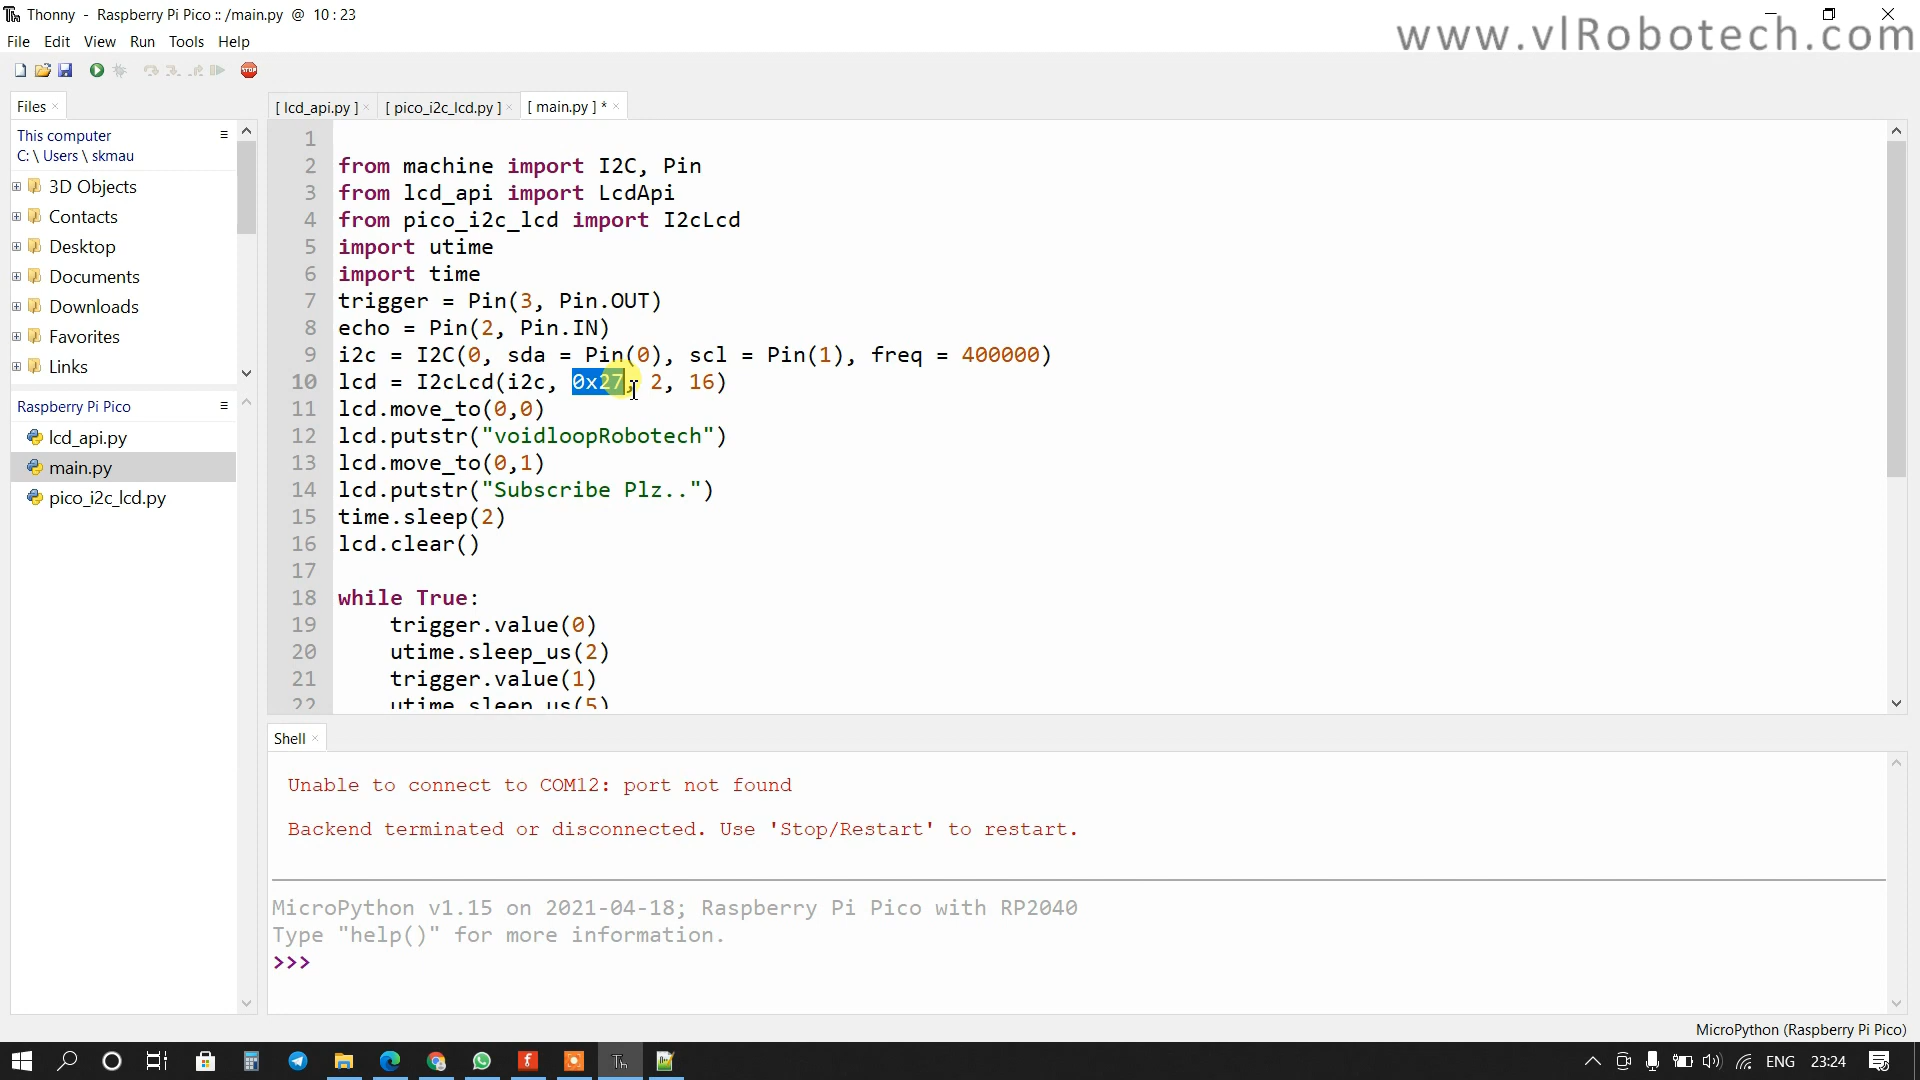 Thonny - Raspberry Pi Pico :: /main.py @ 10 : 23
www.vlRobotech.com
File Edit View Run Tools Help
Files
[ lcd_api.py ] [ pico_i2c_lcd.py ] [ main.py ] *
This computer
C: \ Users \ skmau
3D Objects
Contacts
Desktop
Documents
Downloads
Favorites
Links
Raspberry Pi Pico
lcd_api.py
main.py
pico_i2c_lcd.py
1
2 from machine import I2C, Pin
3 from lcd_api import LcdApi
4 from pico_i2c_lcd import I2cLcd
5 import utime
6 import time
7 trigger = Pin(3, Pin.OUT)
8 echo = Pin(2, Pin.IN)
9 i2c = I2C(0, sda = Pin(0), scl = Pin(1), freq = 400000)
10 lcd = I2cLcd(i2c, 0x27, 2, 16)
11 lcd.move_to(0,0)
12 lcd.putstr("voidloopRobotech")
13 lcd.move_to(0,1)
14 lcd.putstr("Subscribe Plz..")
15 time.sleep(2)
16 lcd.clear()
17
18 while True:
19 trigger.value(0)
20 utime.sleep_us(2)
21 trigger.value(1)
22 utime.sleep_us(5)
Shell
Unable to connect to COM12: port not found
Backend terminated or disconnected. Use 'Stop/Restart' to restart.
MicroPython v1.15 on 2021-04-18; Raspberry Pi Pico with RP2040
Type "help()" for more information.
>>>
MicroPython (Raspberry Pi Pico)
ENG 23:24